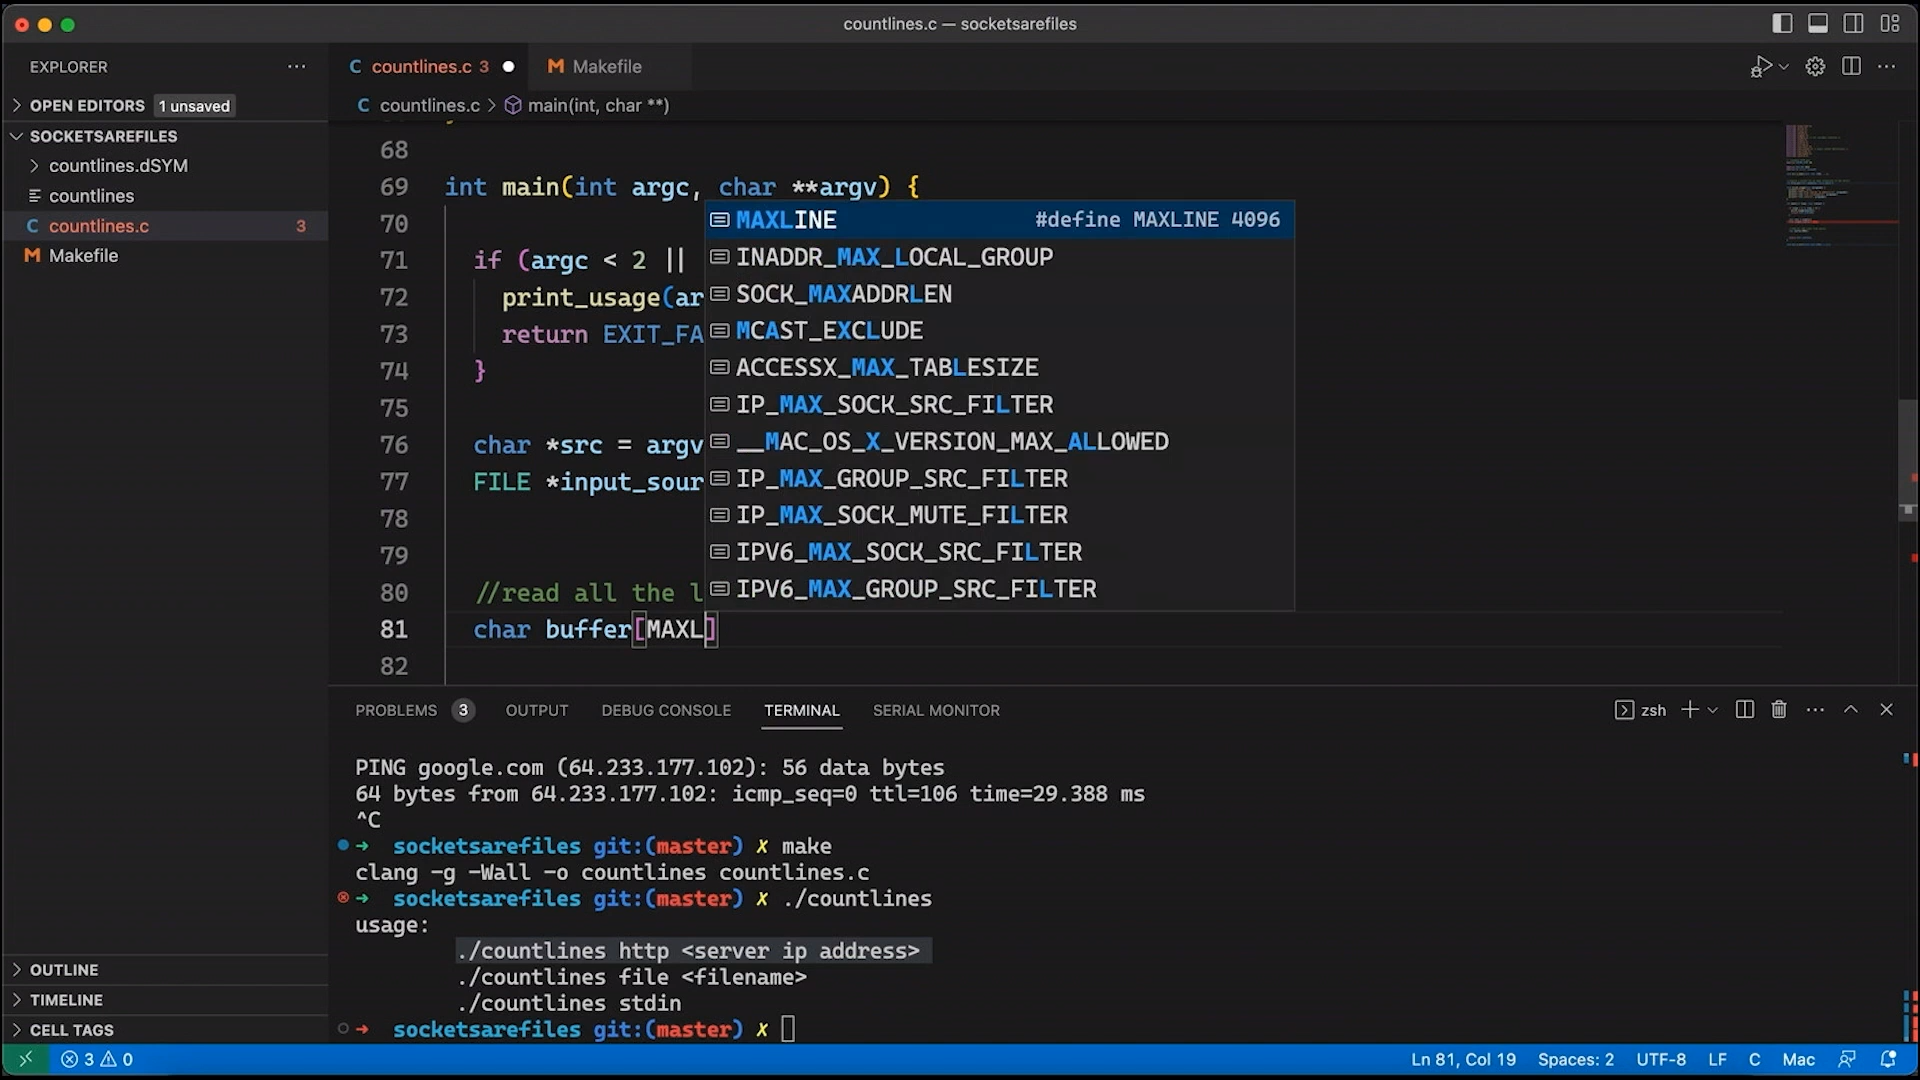 countlines.c — socketsarefiles
EXPLORER
OPEN EDITORS 1 unsaved
SOCKETSAREFILES
countlines.dSYM
countlines
C countlines.c 3
M Makefile
OUTLINE
TIMELINE
CELL TAGS
C countlines.c 3
M Makefile
C countlines.c > main(int, char **)
68
69 int main(int argc, char **argv) {
70
71 if (argc < 2 ||
72 print_usage(ar
73 return EXIT_FA
74 }
75
76 char *src = argv
77 FILE *input_sour
78
79
80 //read all the l
81 char buffer[MAXL]
82
MAXLINE #define MAXLINE 4096
INADDR_MAX_LOCAL_GROUP
SOCK_MAXADDRLEN
MCAST_EXCLUDE
ACCESSX_MAX_TABLESIZE
IP_MAX_SOCK_SRC_FILTER
__MAC_OS_X_VERSION_MAX_ALLOWED
IP_MAX_GROUP_SRC_FILTER
IP_MAX_SOCK_MUTE_FILTER
IPV6_MAX_SOCK_SRC_FILTER
IPV6_MAX_GROUP_SRC_FILTER
PROBLEMS 3 OUTPUT DEBUG CONSOLE TERMINAL SERIAL MONITOR
zsh
PING google.com (64.233.177.102): 56 data bytes
64 bytes from 64.233.177.102: icmp_seq=0 ttl=106 time=29.388 ms
^C
→ socketsarefiles git:(master) ✗ make
clang -g -Wall -o countlines countlines.c
→ socketsarefiles git:(master) ✗ ./countlines
usage:
./countlines http <server ip address>
./countlines file <filename>
./countlines stdin
→ socketsarefiles git:(master) ✗
3 0
Ln 81, Col 19 Spaces: 2 UTF-8 LF C Mac